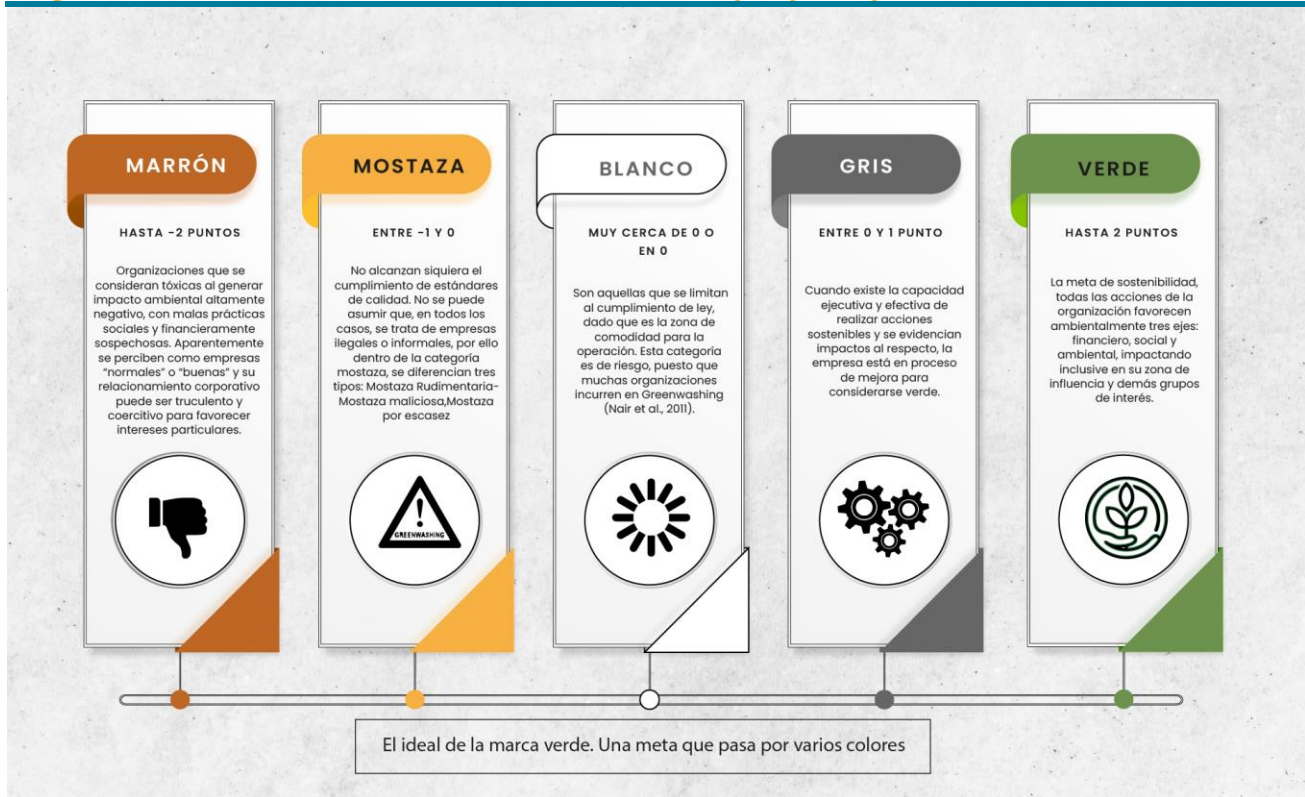 MARRÓN
HASTA -2 PUNTOS
Organizaciones que se
consideran tóxicas al generar
impacto ambiental altamente
negativo, con malas prácticas
sociales y financieramente
sospechosas. Aparentemente
se perciben como empresas
“normales” o “buenas” y su
relacionamiento corporativo
puede ser truculento y
coercitivo para favorecer
intereses particulares.
MOSTAZA
ENTRE -1 Y 0
No alcanzan siquiera el
cumplimiento de estándares
de calidad. No se puede
asumir que, en todos los
casos, se trata de empresas
ilegales o informales, por ello
dentro de la categoría
mostaza, se diferencian tres
tipos: Mostaza Rudimentaria-
Mostaza maliciosa,Mostaza
por escasez
GREENWASHING
BLANCO
MUY CERCA DE 0 O
EN 0
Son aquellas que se limitan
al cumplimiento de ley,
dado que es la zona de
comodidad para la
operación. Esta categoría
es de riesgo, puesto que
muchas organizaciones
incurren en Greenwashing
(Nair et al., 2011).
GRIS
ENTRE 0 Y 1 PUNTO
Cuando existe la capacidad
ejecutiva y efectiva de
realizar acciones
sostenibles y se evidencian
impactos al respecto, la
empresa está en proceso
de mejora para
considerarse verde.
VERDE
HASTA 2 PUNTOS
La meta de sostenibilidad,
todas las acciones de la
organización favorecen
ambientalmente tres ejes:
financiero, social y
ambiental, impactando
inclusive en su zona de
influencia y demás grupos
de interés.
El ideal de la marca verde. Una meta que pasa por varios colores